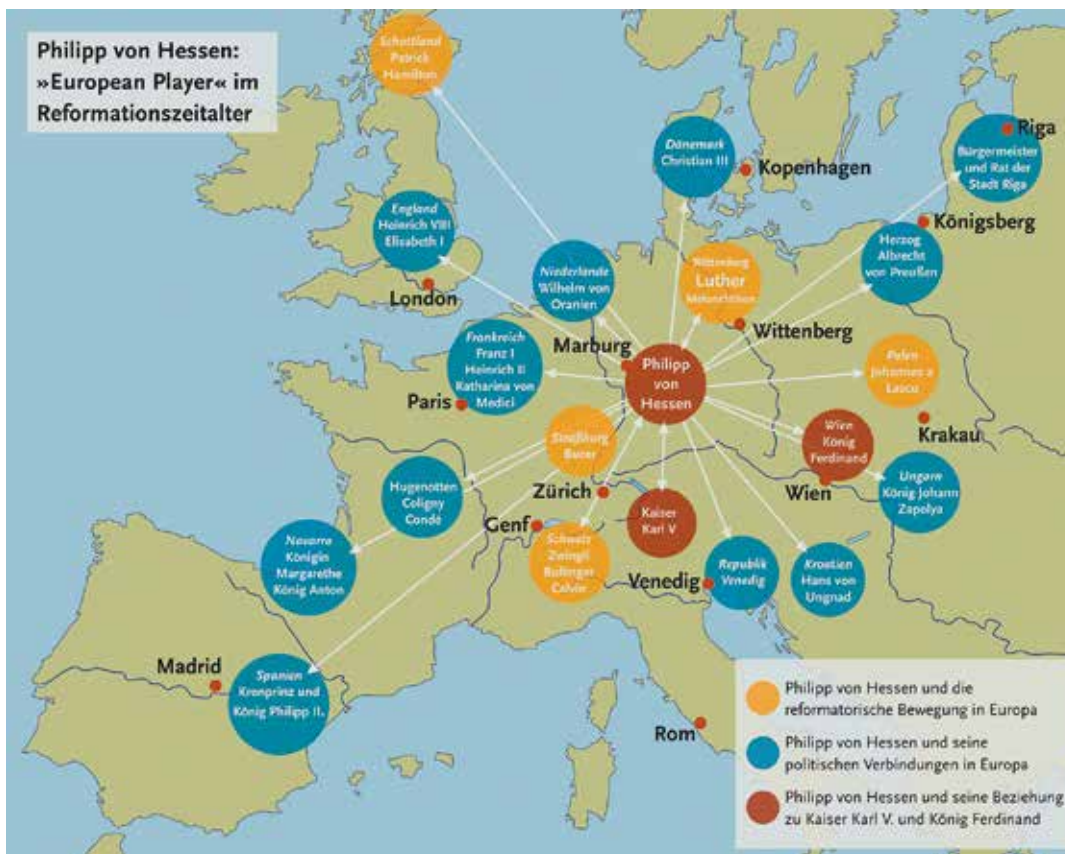 Philipp von Hessen:
»European Player« im
Reformationszeitalter
Schottland
Patrick
Hamilton
Dänemark
Christian III
Kopenhagen
Riga
Bürgermeister
und Rat der
Stadt Riga
England
Heinrich VIII
Elisabeth I
London
Niederlande
Wilhelm von
Oranien
Wittenberg
Luther
Melanchthon
Wittenberg
Königsberg
Herzog
Albrecht
von Preußen
Frankreich
Franz I
Heinrich II
Katharina von
Medici
Paris
Marburg
Philipp
von
Hessen
Polen
Johannes a
Lasco
Krakau
Straßburg
Bucer
Wien
König
Ferdinand
Wien
Ungarn
König Johann
Zapolya
Hugenotten
Coligny
Condé
Zürich
Genf
Schweiz
Zwingli
Bullinger
Calvin
Kaiser
Karl V
Navarra
Königin
Margarethe
König Anton
Venedig
Republik
Venedig
Kroatien
Hans von
Ungnad
Madrid
Spanien
Kronprinz und
König Philipp II.
Rom
Philipp von Hessen und die
reformatorische Bewegung in Europa
Philipp von Hessen und seine
politischen Verbindungen in Europa
Philipp von Hessen und seine Beziehung
zu Kaiser Karl V. und König Ferdinand